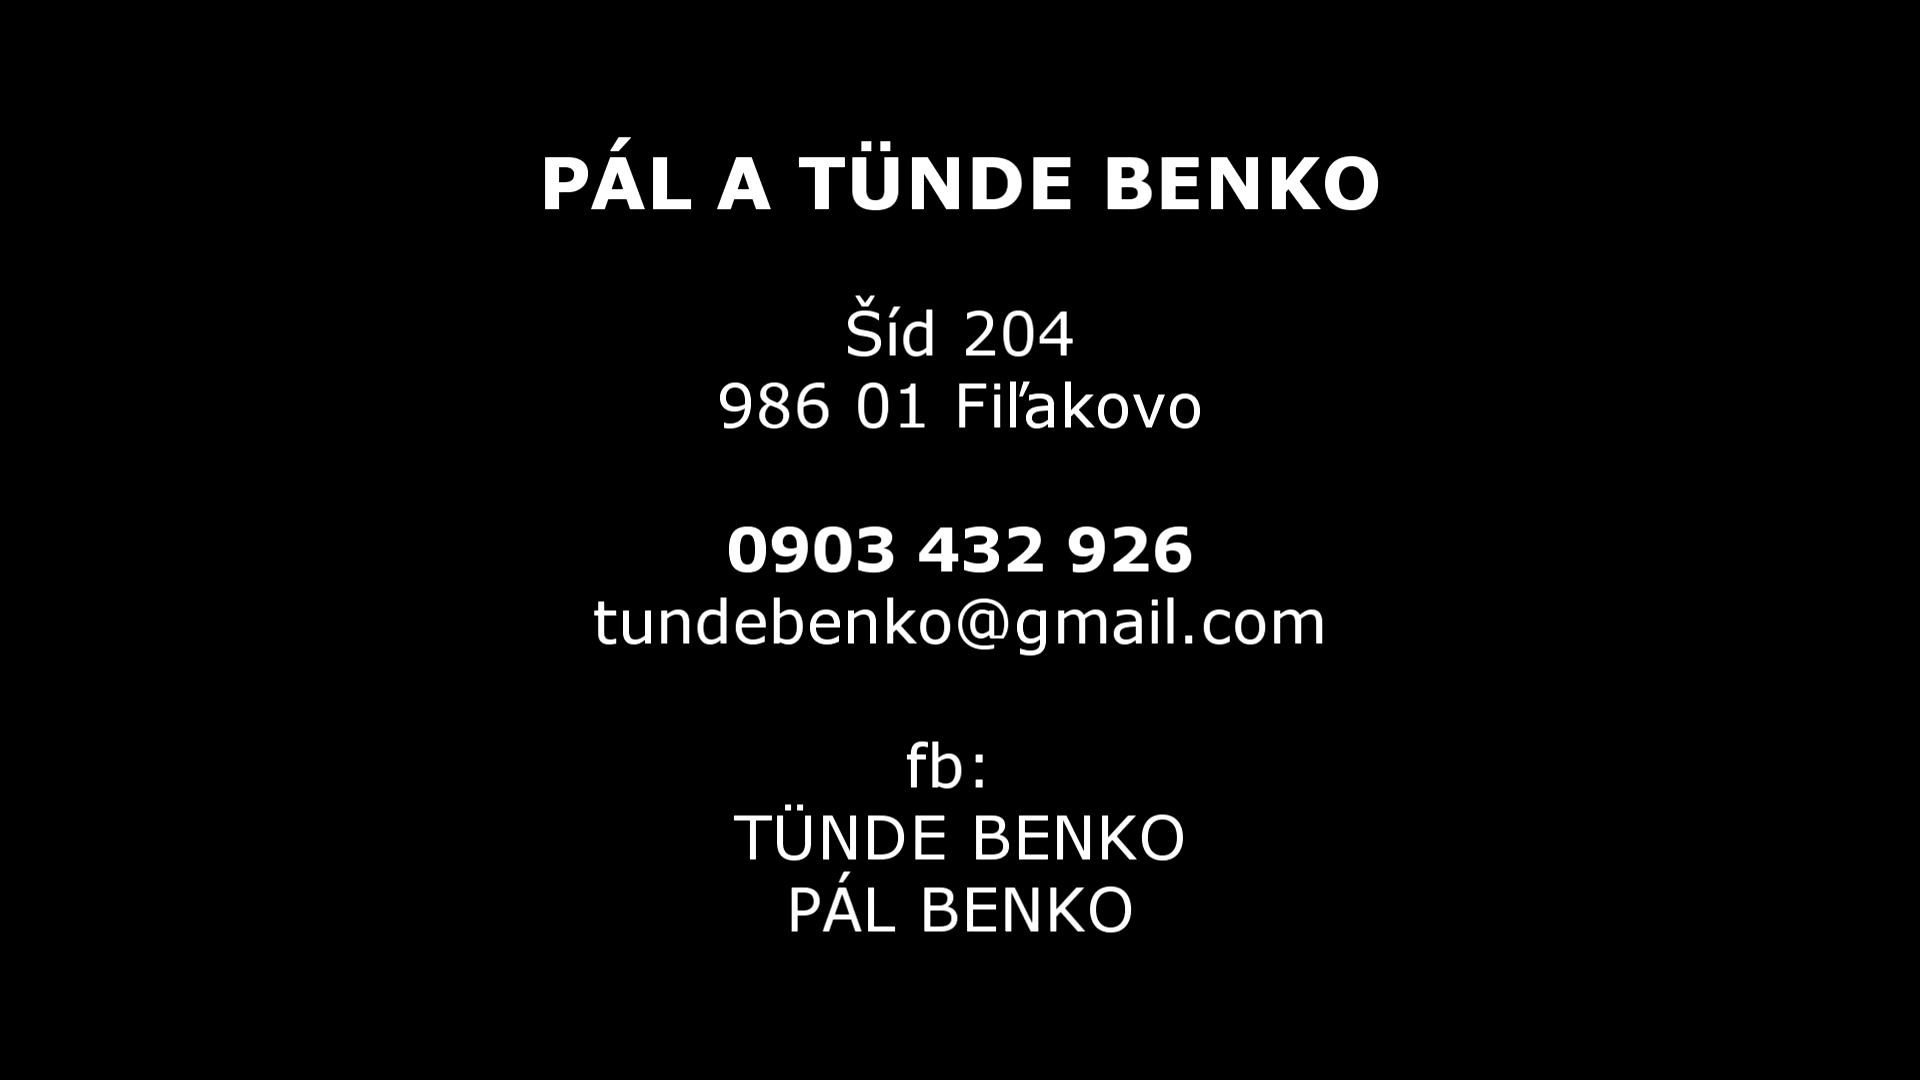 PÁL A TÜNDE BENKO
Šíd 204
986 01 Fiľakovo
0903 432 926
tundebenko@gmail.com
fb:
TÜNDE BENKO
PÁL BENKO